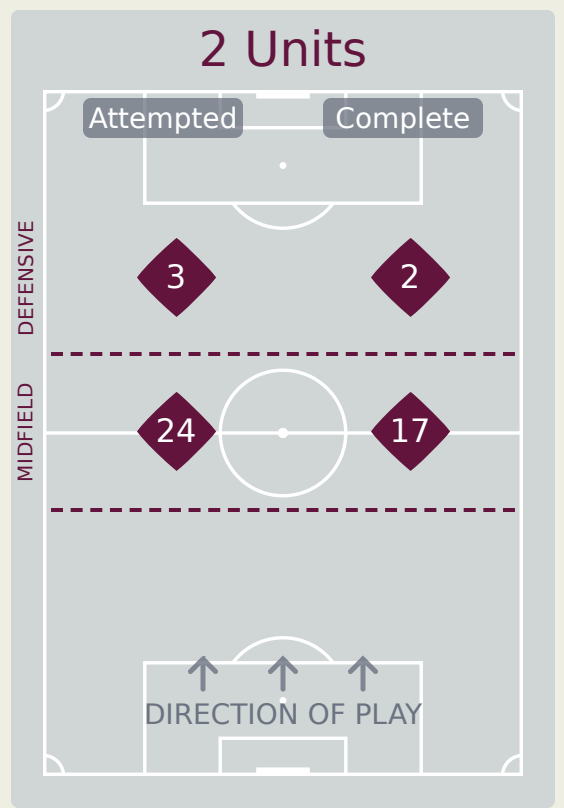 2 Units
Attempted Complete
DEFENSIVE
3 2
MIDFIELD
24 17
DIRECTION OF PLAY